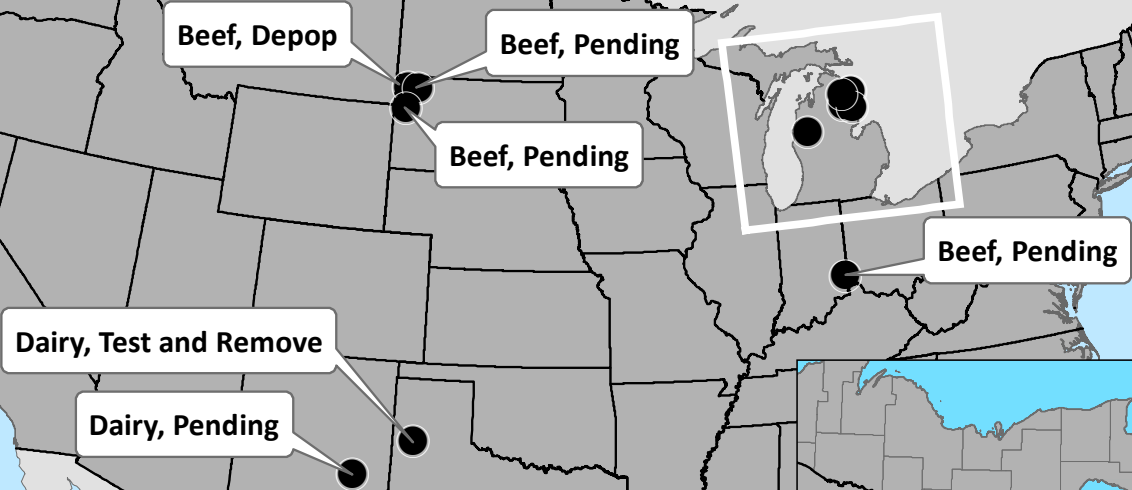 Beef, Depop
Beef, Pending
Beef, Pending
Beef, Pending
Dairy, Test and Remove
Dairy, Pending